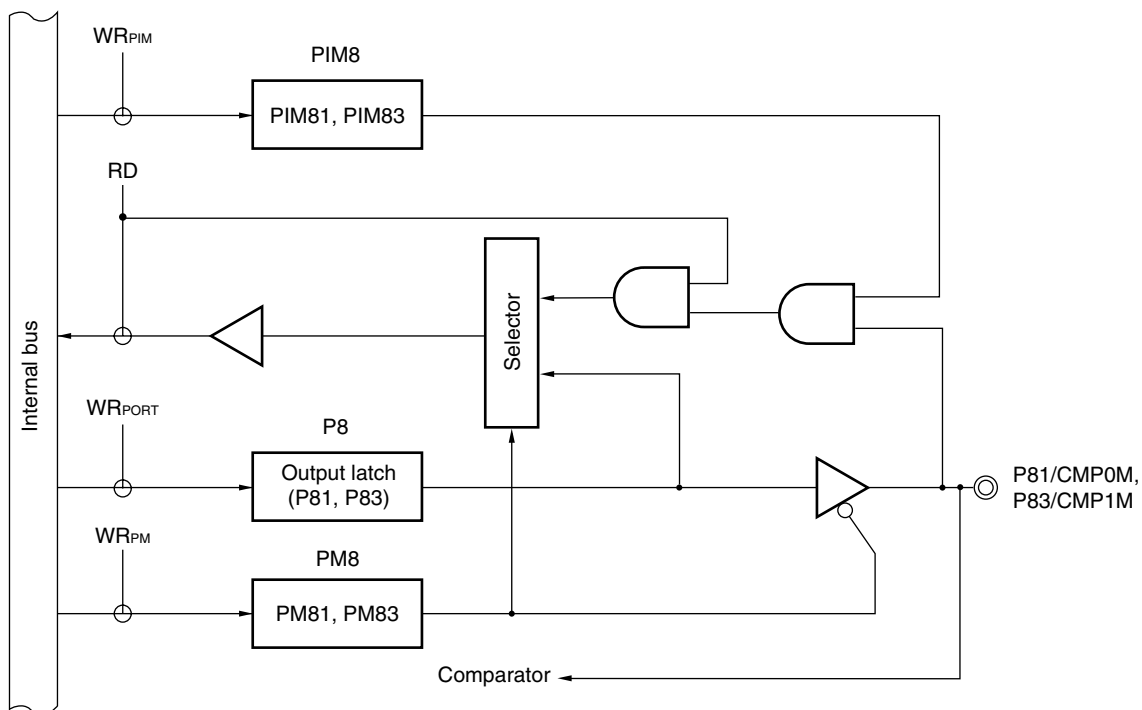 WRPIM
PIM8
PIM81, PIM83
RD
Internal bus
Selector
WRPORT
P8
Output latch
(P81, P83)
P81/CMP0M,
P83/CMP1M
WRPM
PM8
PM81, PM83
Comparator